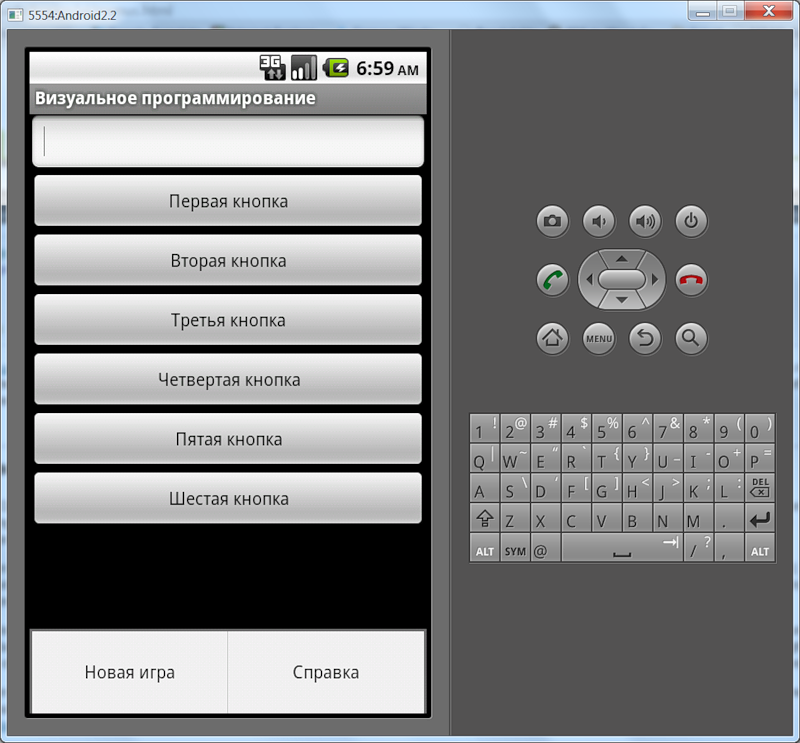 5554:Android2.2
3G 6:59 AM
Визуальное программирование
Первая кнопка
Вторая кнопка
Третья кнопка
Четвертая кнопка
Пятая кнопка
Шестая кнопка
Новая игра
Справка
MENU
1 ! 2 @ 3 # 4 $ 5 % 6 ^ 7 & 8 * 9 ( 0 )
Q | W ~ E “ R ` T { Y } U _ I - O + P =
A S \ D ‘ F [ G ] H < J > K ; L : DEL
Z X C V B N M .
ALT SYM @ / ? , ALT